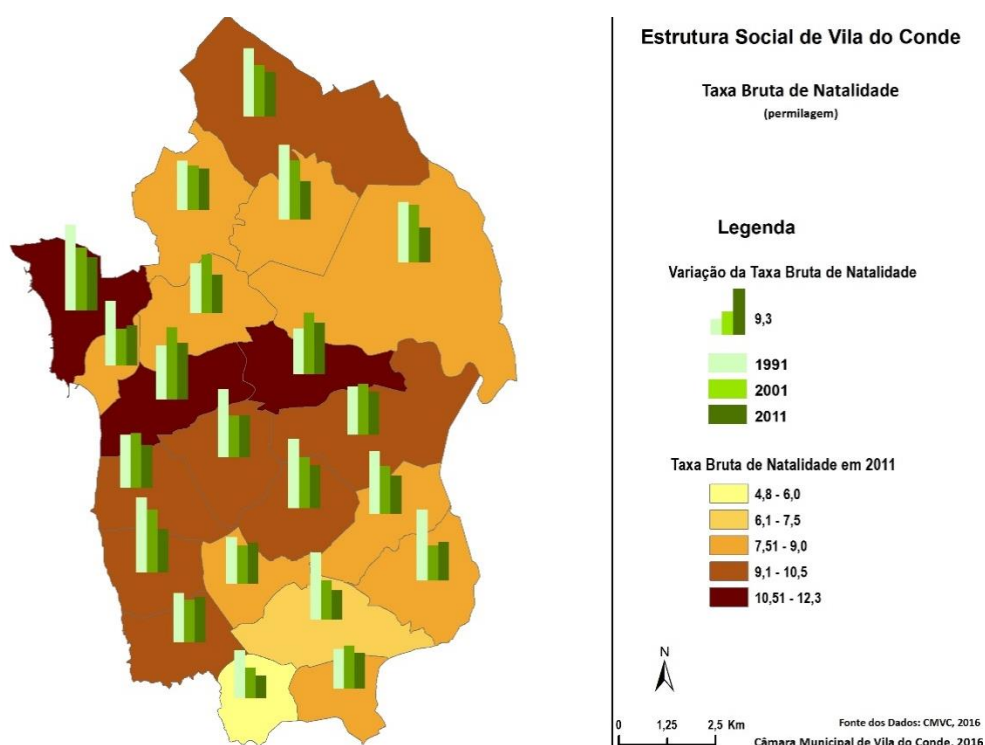 Estrutura Social de Vila do Conde
Taxa Bruta de Natalidade
(permilagem)
Legenda
Variação da Taxa Bruta de Natalidade
9,3
1991
2001
2011
Taxa Bruta de Natalidade em 2011
4,8 - 6,0
6,1 - 7,5
7,51 - 9,0
9,1 - 10,5
10,51 - 12,3
N
0 1,25 2,5 Km
Fonte dos Dados: CMVC, 2016
Câmara Municipal de Vila do Conde, 2016